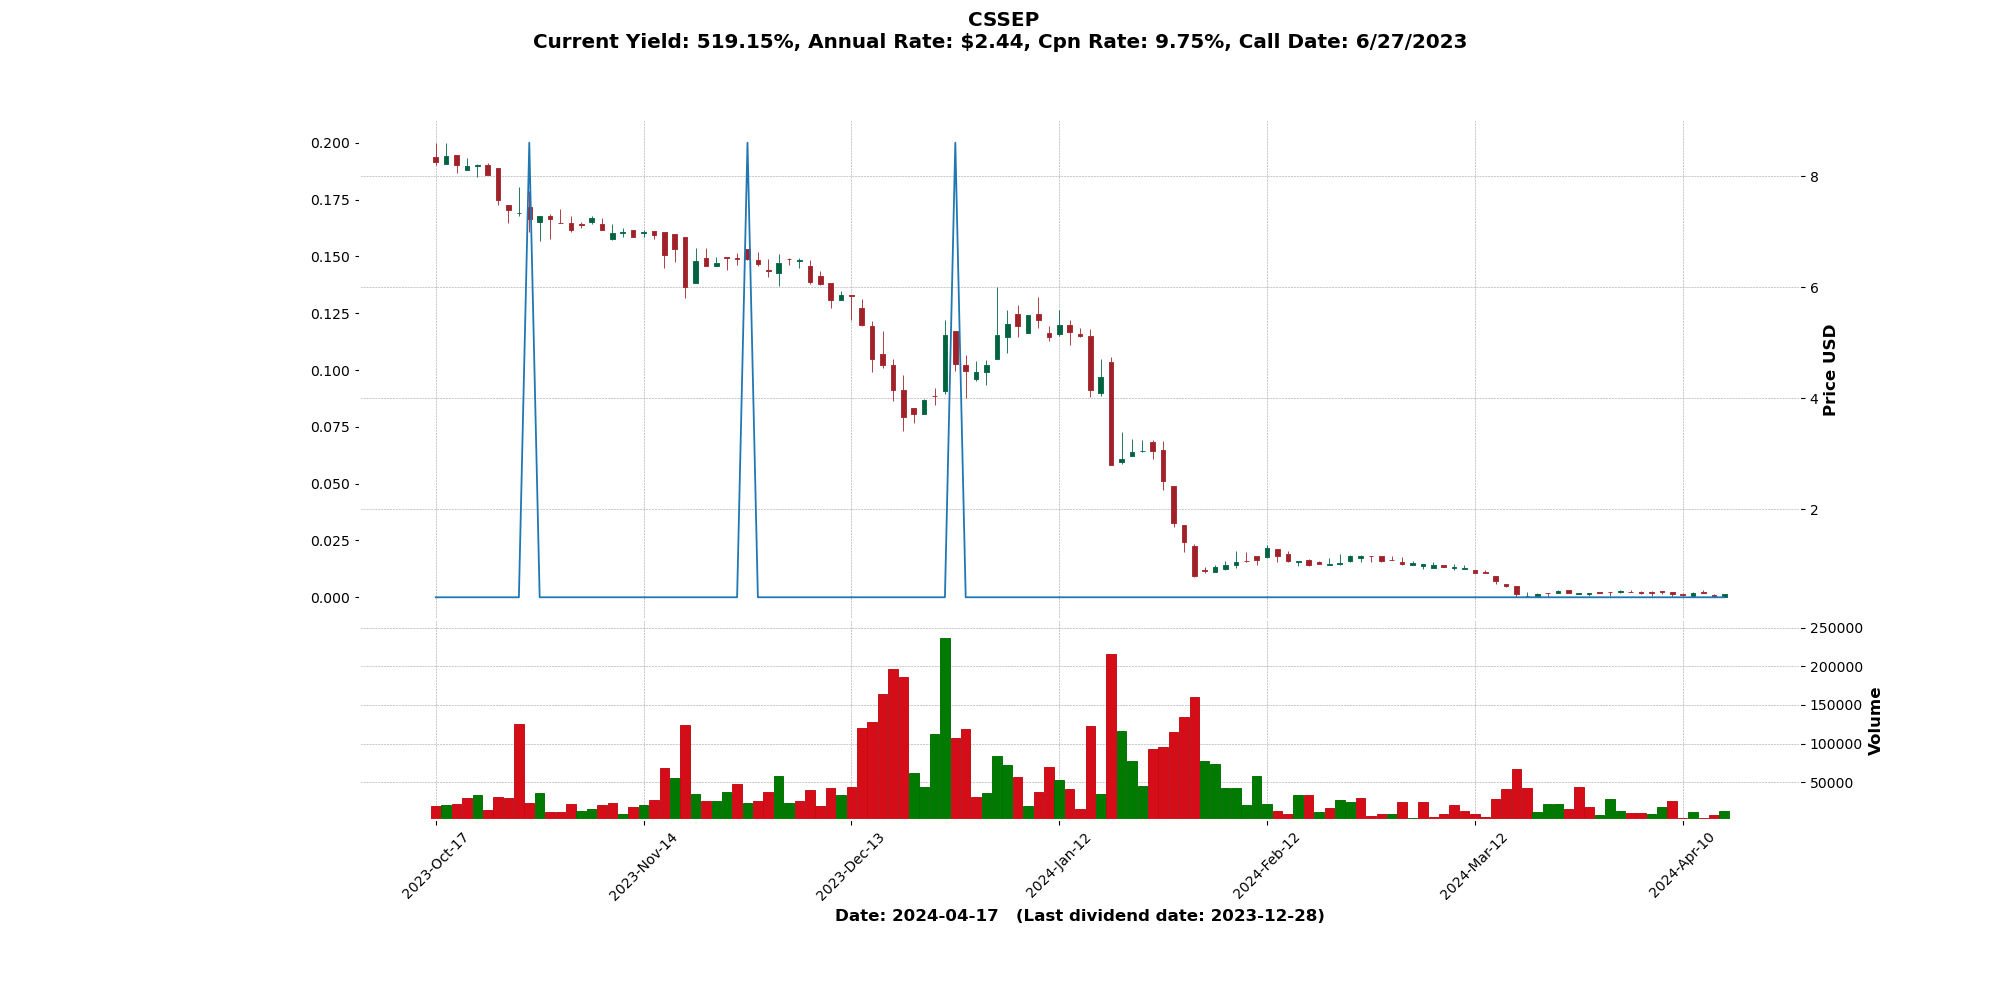 CSSEP
Current Yield: 519.15%, Annual Rate: $2.44, Cpn Rate: 9.75%, Call Date: 6/27/2023
0.200
0.175
0.150
0.125
0.100
0.075
0.050
0.025
0.000
8
6
4
2
Price USD
250000
200000
150000
100000
50000
Volume
2023-Oct-17
2023-Nov-14
2023-Dec-13
2024-Jan-12
2024-Feb-12
2024-Mar-12
2024-Apr-10
Date: 2024-04-17 (Last dividend date: 2023-12-28)